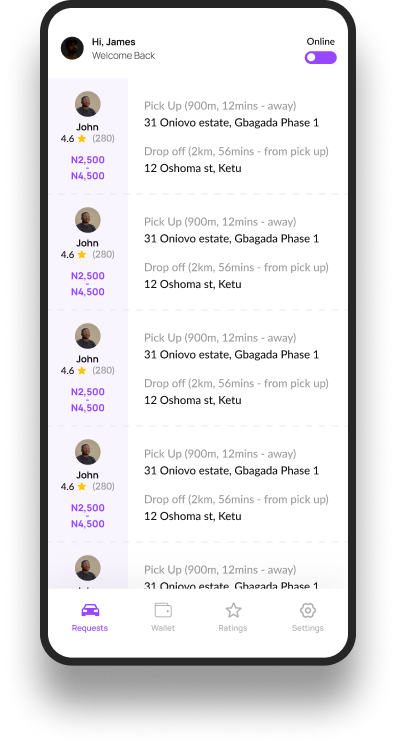 Hi, James
Welcome Back
Online
John
4.6 (280)
N2,500
-
N4,500
Pick Up (900m, 12mins - away)
31 Oniovo estate, Gbagada Phase 1
Drop off (2km, 56mins - from pick up)
12 Oshoma st, Ketu
John
4.6 (280)
N2,500
-
N4,500
Pick Up (900m, 12mins - away)
31 Oniovo estate, Gbagada Phase 1
Drop off (2km, 56mins - from pick up)
12 Oshoma st, Ketu
John
4.6 (280)
N2,500
-
N4,500
Pick Up (900m, 12mins - away)
31 Oniovo estate, Gbagada Phase 1
Drop off (2km, 56mins - from pick up)
12 Oshoma st, Ketu
John
4.6 (280)
N2,500
-
N4,500
Pick Up (900m, 12mins - away)
31 Oniovo estate, Gbagada Phase 1
Drop off (2km, 56mins - from pick up)
12 Oshoma st, Ketu
Pick Up (900m, 12mins - away)
31 Oniovo estate, Gbagada Phase 1
Requests
Wallet
Ratings
Settings